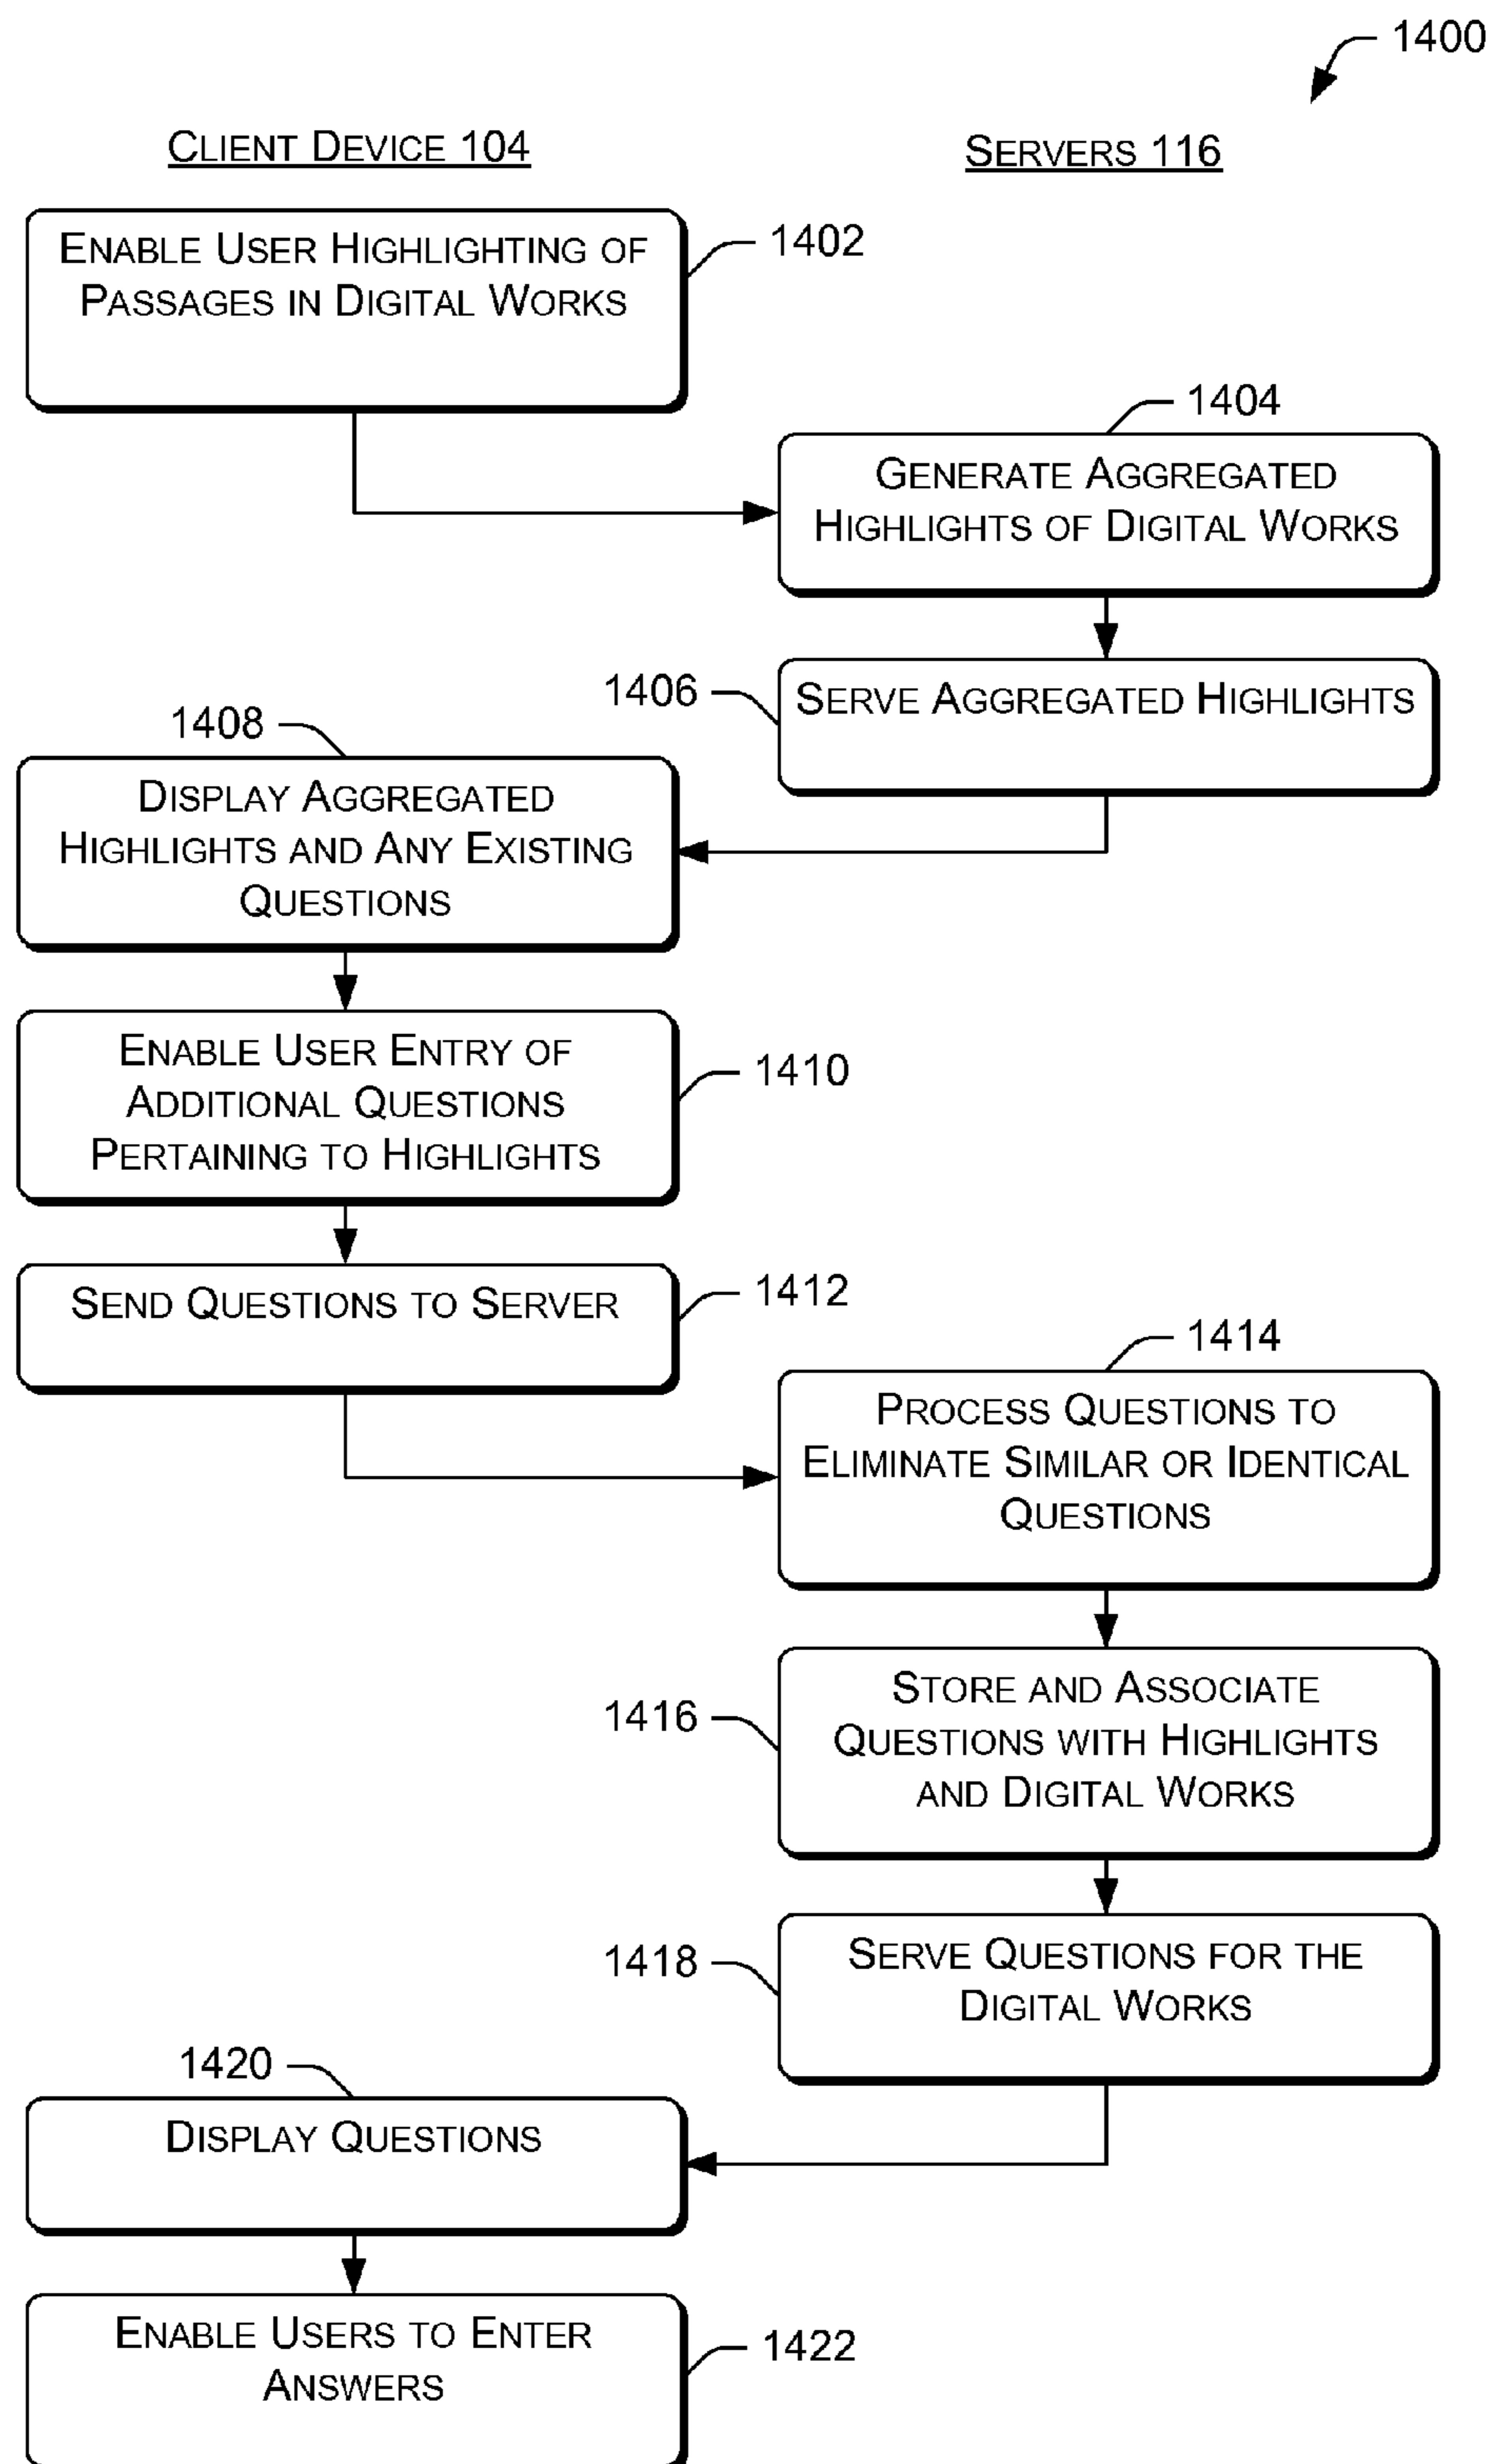 1400
CLIENT DEVICE 104
SERVERS 116
ENABLE USER HIGHLIGHTING OF
PASSAGES IN DIGITAL WORKS
1402
1404
GENERATE AGGREGATED
HIGHLIGHTS OF DIGITAL WORKS
1406
SERVE AGGREGATED HIGHLIGHTS
1408
DISPLAY AGGREGATED
HIGHLIGHTS AND ANY EXISTING
QUESTIONS
ENABLE USER ENTRY OF
ADDITIONAL QUESTIONS
PERTAINING TO HIGHLIGHTS
1410
SEND QUESTIONS TO SERVER
1412
1414
PROCESS QUESTIONS TO
ELIMINATE SIMILAR OR IDENTICAL
QUESTIONS
1416
STORE AND ASSOCIATE
QUESTIONS WITH HIGHLIGHTS
AND DIGITAL WORKS
1418
SERVE QUESTIONS FOR THE
DIGITAL WORKS
1420
DISPLAY QUESTIONS
ENABLE USERS TO ENTER
ANSWERS
1422